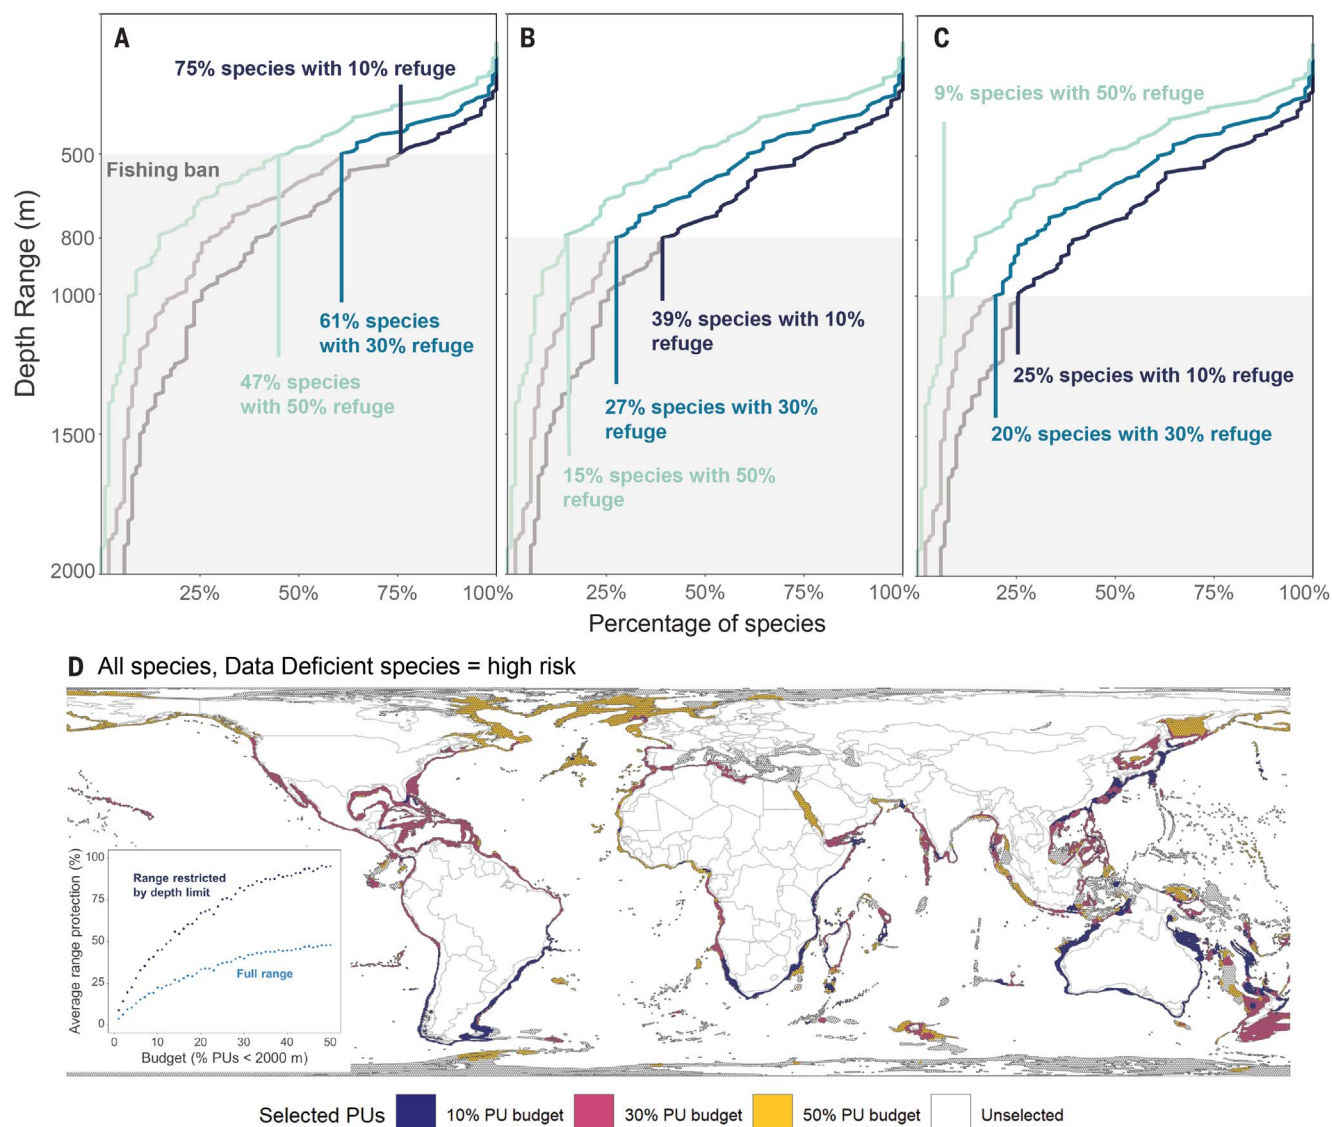 A
75% species with 10% refuge
Fishing ban
61% species
with 30% refuge
47% species
with 50% refuge
B
39% species with 10%
refuge
27% species with 30%
refuge
15% species with 50%
refuge
C
9% species with 50% refuge
25% species with 10% refuge
20% species with 30% refuge
Depth Range (m)
500
800
1000
1500
2000
25% 50% 75% 100%
25% 50% 75% 100%
25% 50% 75% 100%
Percentage of species
D All species, Data Deficient species = high risk
Average range protection (%)
100
75
50
25
0
Range restricted
by depth limit
Full range
0 10 20 30 40 50
Budget (% PUs < 2000 m)
Selected PUs 10% PU budget 30% PU budget 50% PU budget Unselected